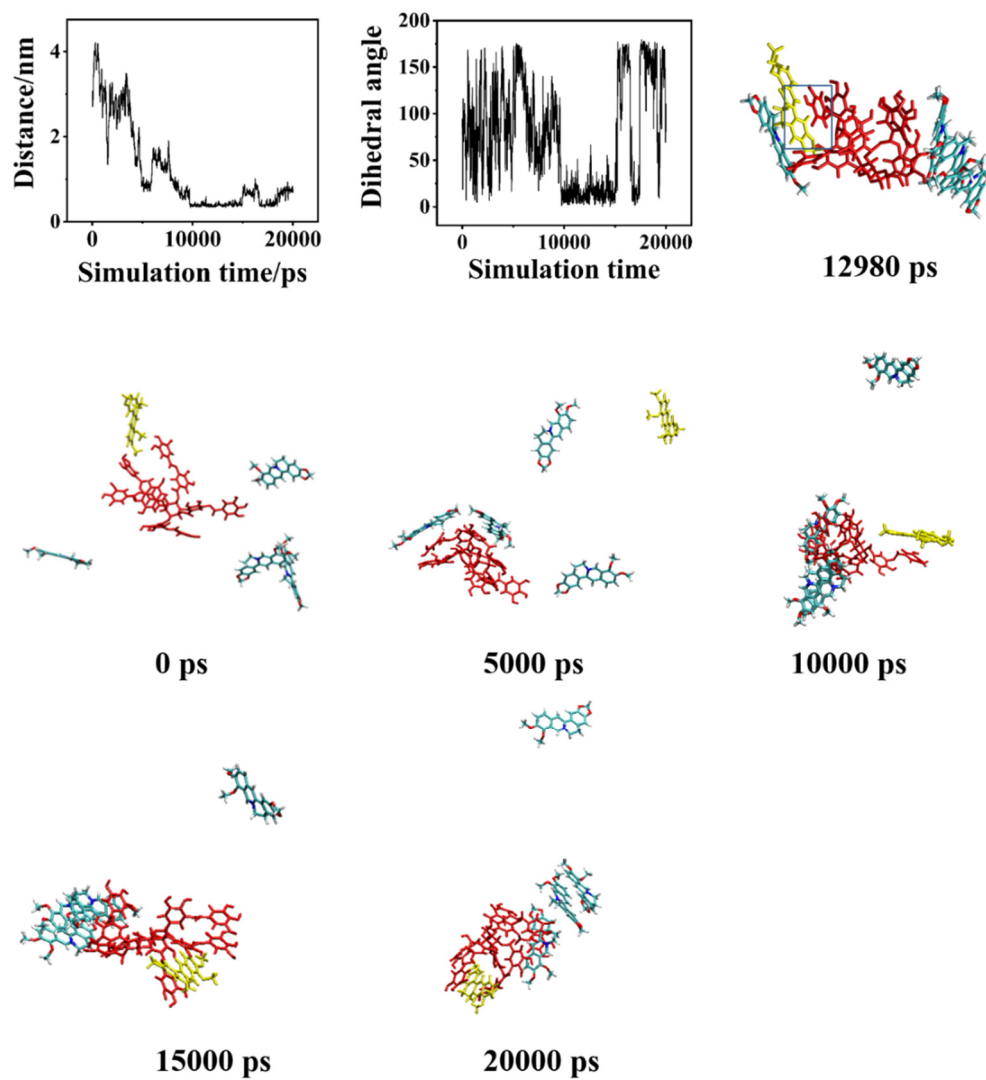 Distance/nm
4
2
0
0
10000
20000
Simulation time/ps
Dihedral angle
200
150
100
50
0
0
10000
20000
Simulation time
12980 ps
0 ps
5000 ps
10000 ps
15000 ps
20000 ps